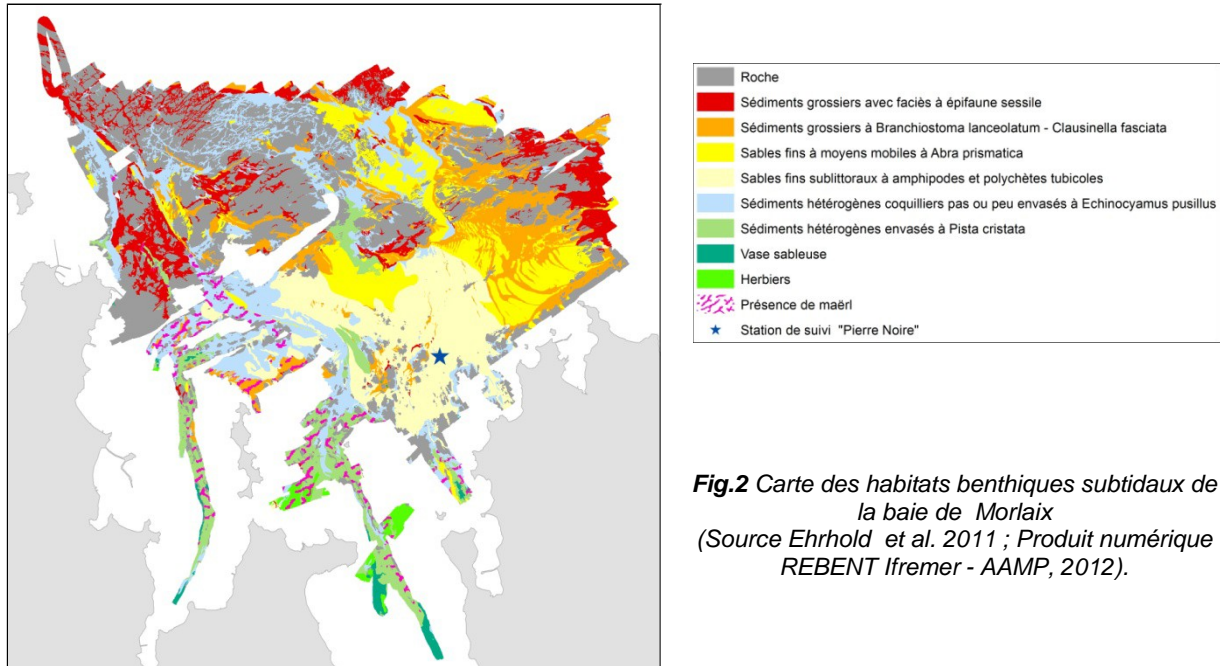 Roche
Sédiments grossiers avec faciès à épifaune sessile
Sédiments grossiers à Branchiostoma lanceolatum - Clausinella fasciata
Sables fins à moyens mobiles à Abra prismatica
Sables fins sublittoraux à amphipodes et polychètes tubicoles
Sédiments hétérogènes coquilliers pas ou peu envasés à Echinocyamus pusillus
Sédiments hétérogènes envasés à Pista cristata
Vase sableuse
Herbiers
Présence de maërl
Station de suivi "Pierre Noire"
Fig.2 Carte des habitats benthiques subtidaux de
la baie de Morlaix
(Source Ehrhold et al. 2011 ; Produit numérique
REBENT Ifremer - AAMP, 2012).